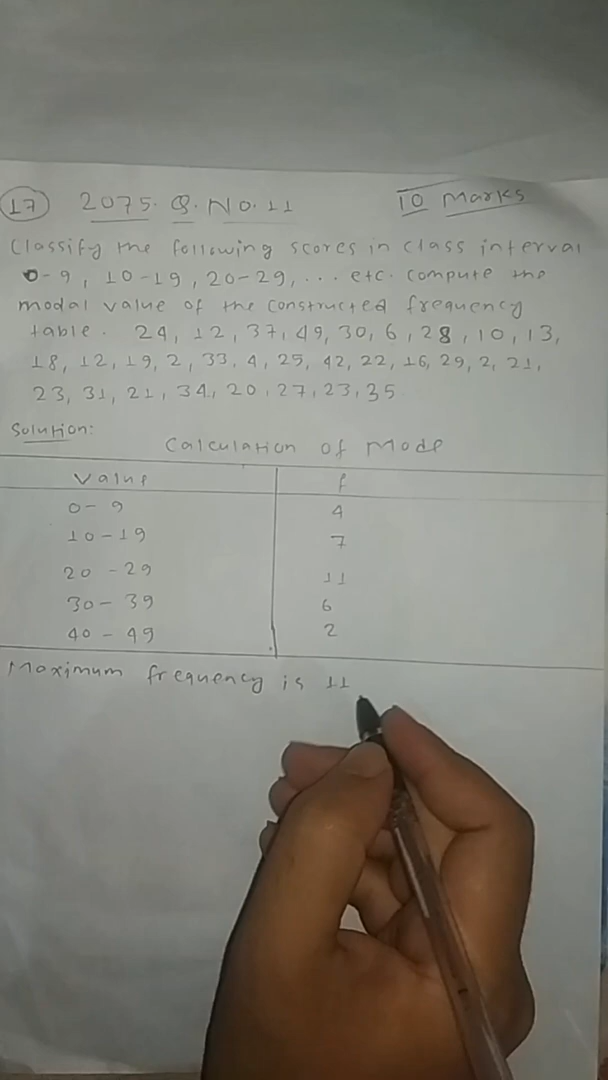 17 2075. Q. No. 11 10 Marks
Classify the following scores in class interval
0-9, 10-19, 20-29, ... etc. compute the
modal value of the constructed frequency
table. 24, 12, 37, 49, 30, 6, 28, 10, 13,
18, 12, 19, 2, 33, 4, 25, 42, 22, 16, 29, 2, 21,
23, 31, 21, 34, 20, 27, 23, 35
Solution:
Calculation of Mode
Value f
0-9 4
10-19 7
20-29 11
30-39 6
40-49 2
Maximum frequency is 11